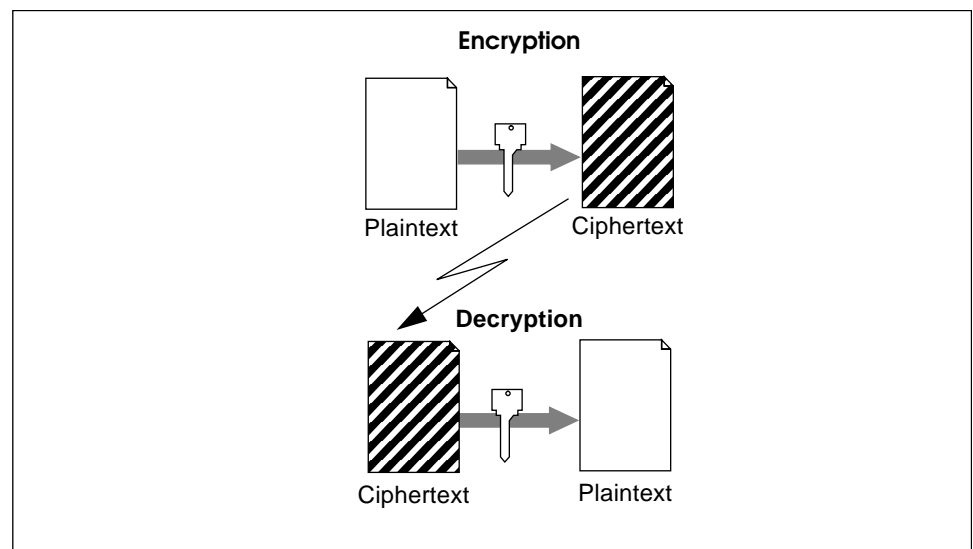 Encryption
Plaintext
Ciphertext
Decryption
Ciphertext
Plaintext